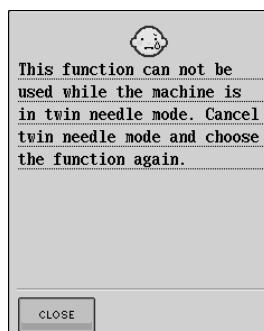 This function can not be
used while the machine is
in twin needle mode. Cancel
twin needle mode and choose
the function again.
CLOSE